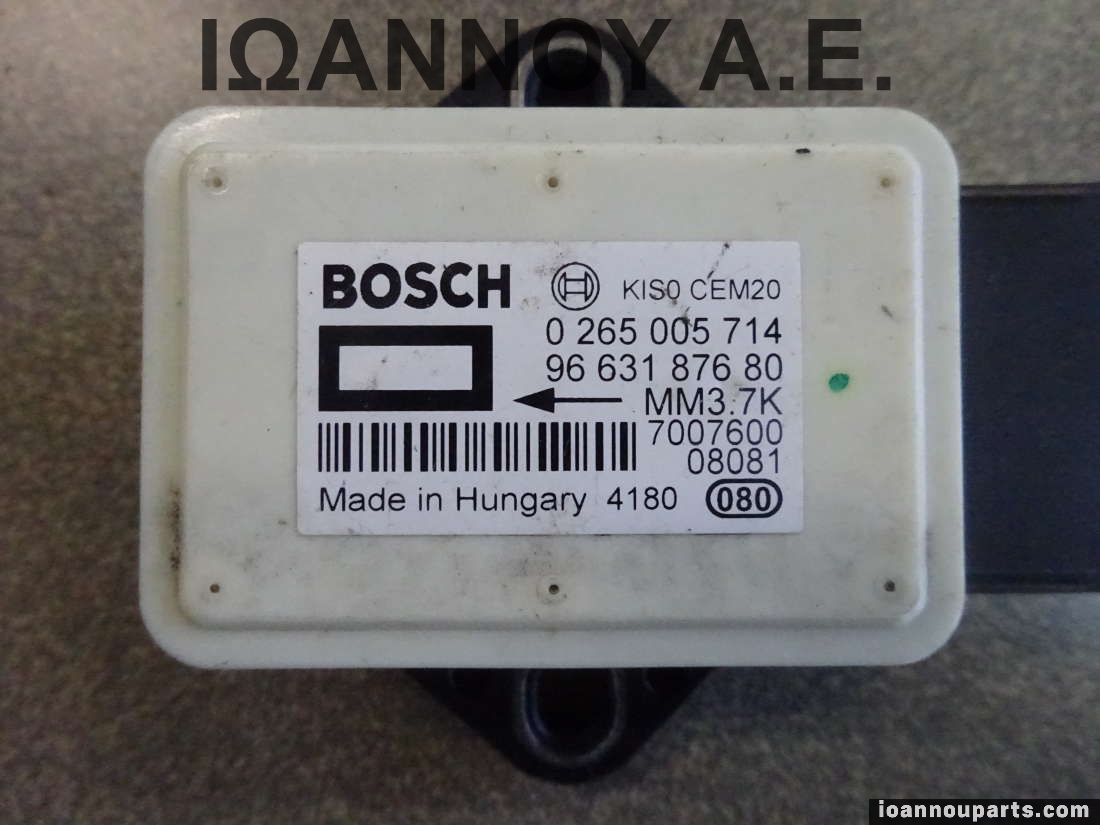 ΙΩΑΝΝΟΥ Α.Ε.
BOSCH KIS0 CEM20
0 265 005 714
96 631 876 80
MM3.7K
7007600
08081
Made in Hungary 4180 080
ioannouparts.com